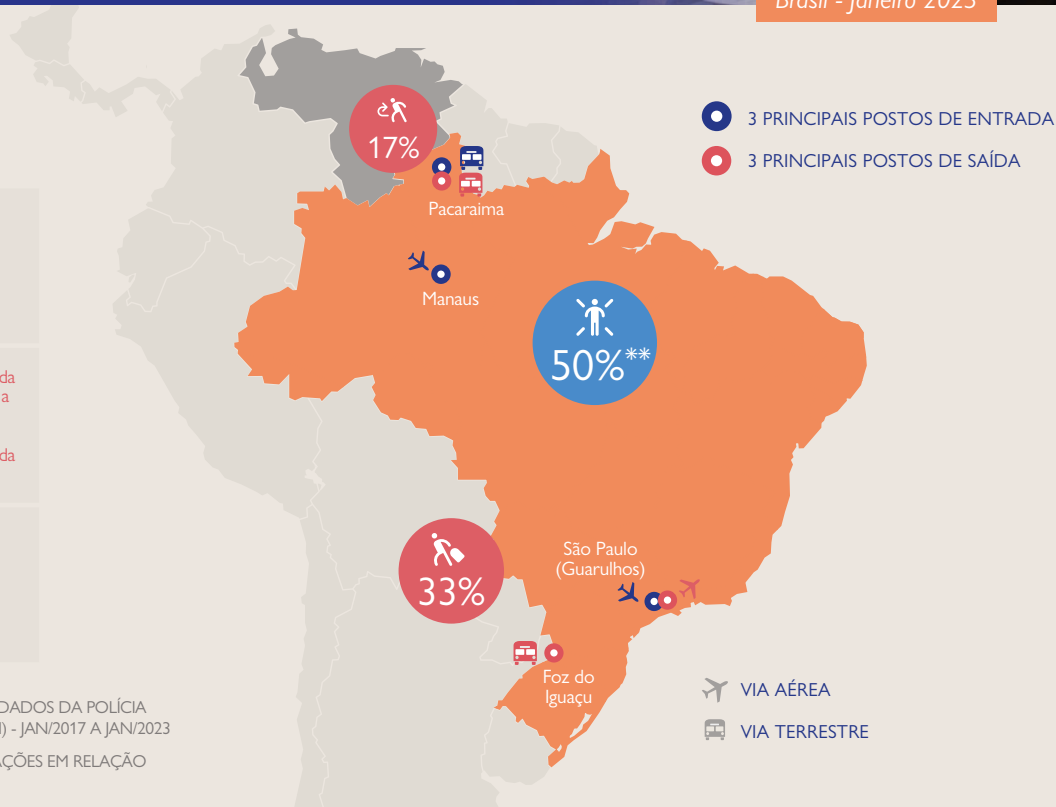 Brasil - Janeiro 2023
3 PRINCIPAIS POSTOS DE ENTRADA
3 PRINCIPAIS POSTOS DE SAÍDA
17%
Pacaraima
Manaus
50%**
da
a
da
33%
São Paulo
(Guarulhos)
Foz do
Iguaçu
VIA AÉREA
VIA TERRESTRE
DADOS DA POLÍCIA
) - JAN/2017 A JAN/2023
AÇÕES EM RELAÇÃO